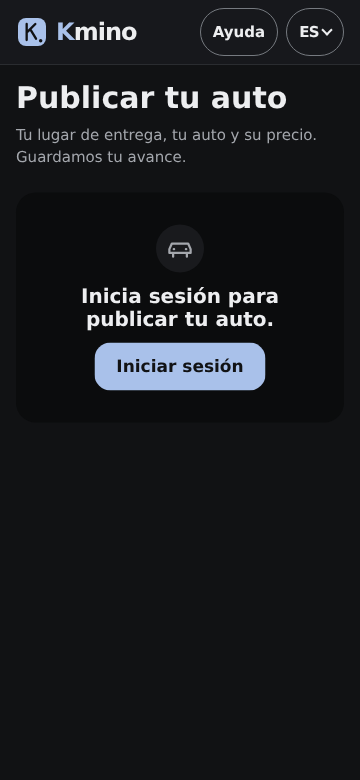 K. Kmino
Ayuda
ES
Publicar tu auto
Tu lugar de entrega, tu auto y su precio.
Guardamos tu avance.
Inicia sesión para
publicar tu auto.
Iniciar sesión